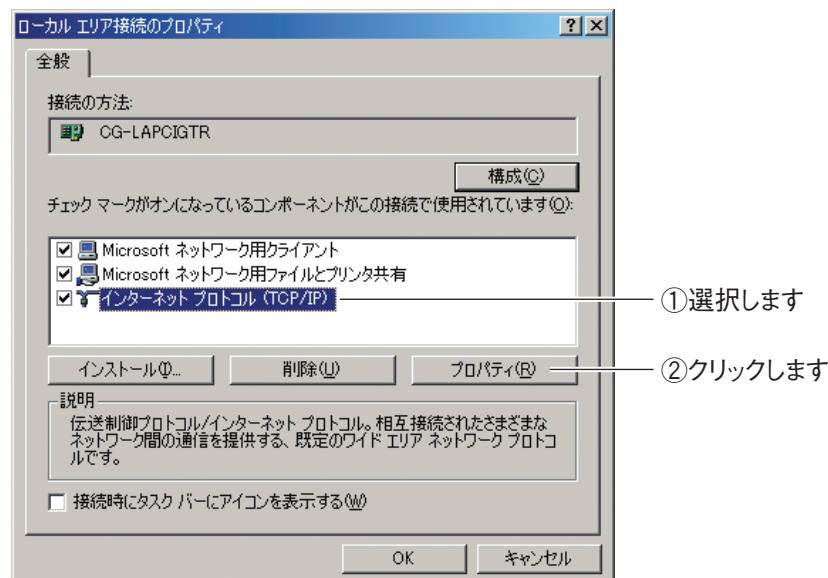 ローカル エリア接続のプロパティ
全般
接続の方法:
CG-LAPCIGTR
構成(C)
チェック マークがオンになっているコンポーネントがこの接続で使用されています(O):
Microsoft ネットワーク用クライアント
Microsoft ネットワーク用ファイルとプリンタ共有
インターネット プロトコル (TCP/IP)
①選択します
インストール(I)...
削除(U)
プロパティ(R)
②クリックします
説明
伝送制御プロトコル/インターネット プロトコル。相互接続されたさまざまな
ネットワーク間の通信を提供する、既定のワイド エリア ネットワーク プロトコ
ルです。
接続時にタスク バーにアイコンを表示する(W)
OK
キャンセル